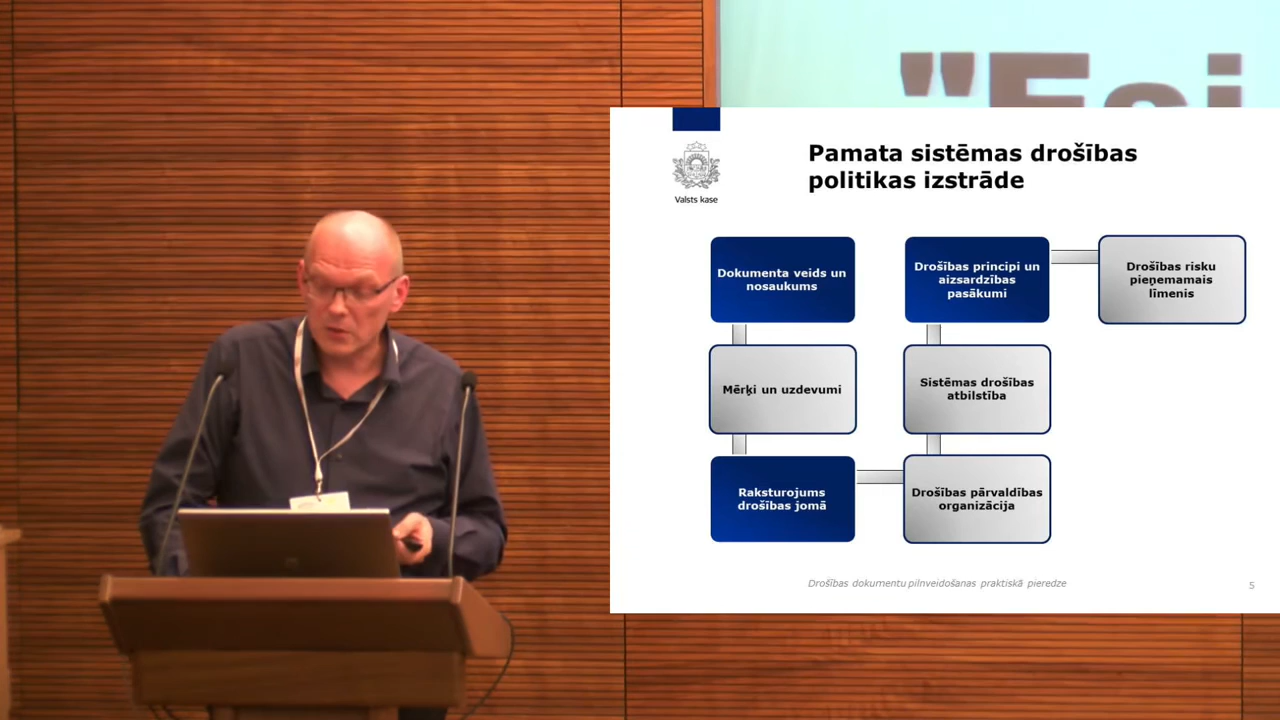 "Esi
Valsts kase
Pamata sistēmas drošības
politikas izstrāde
Dokumenta veids un
nosaukums
Mērķi un uzdevumi
Raksturojums
drošības jomā
Drošības pārvaldības
organizācija
Sistēmas drošības
atbilstība
Drošības principi un
aizsardzības
pasākumi
Drošības risku
pieņemamais
līmenis
Drošības dokumentu pilnveidošanas praktiskā pieredze
5